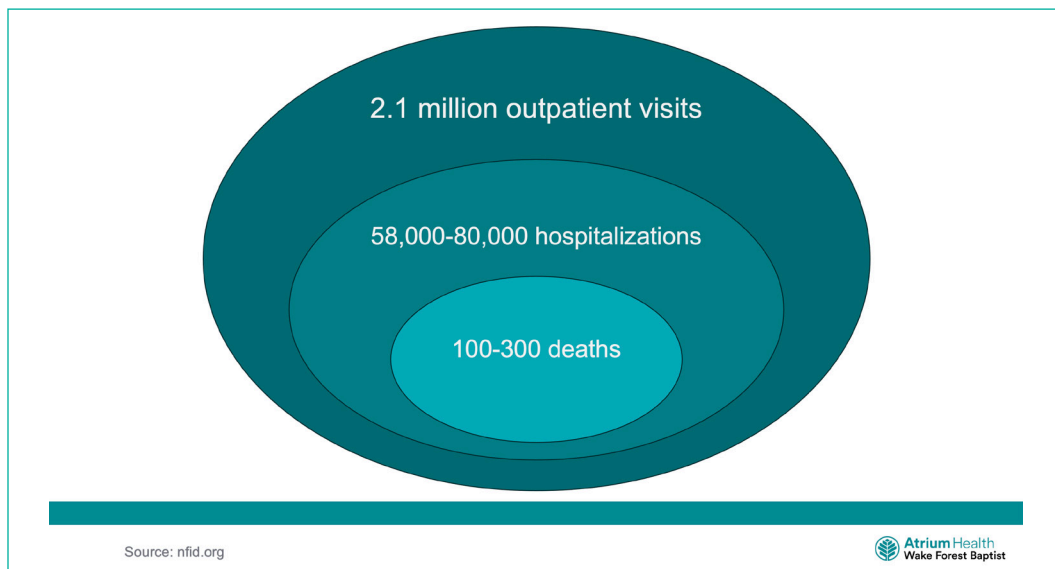 2.1 million outpatient visits
58,000-80,000 hospitalizations
100-300 deaths
Source: nfid.org
Atrium Health
Wake Forest Baptist